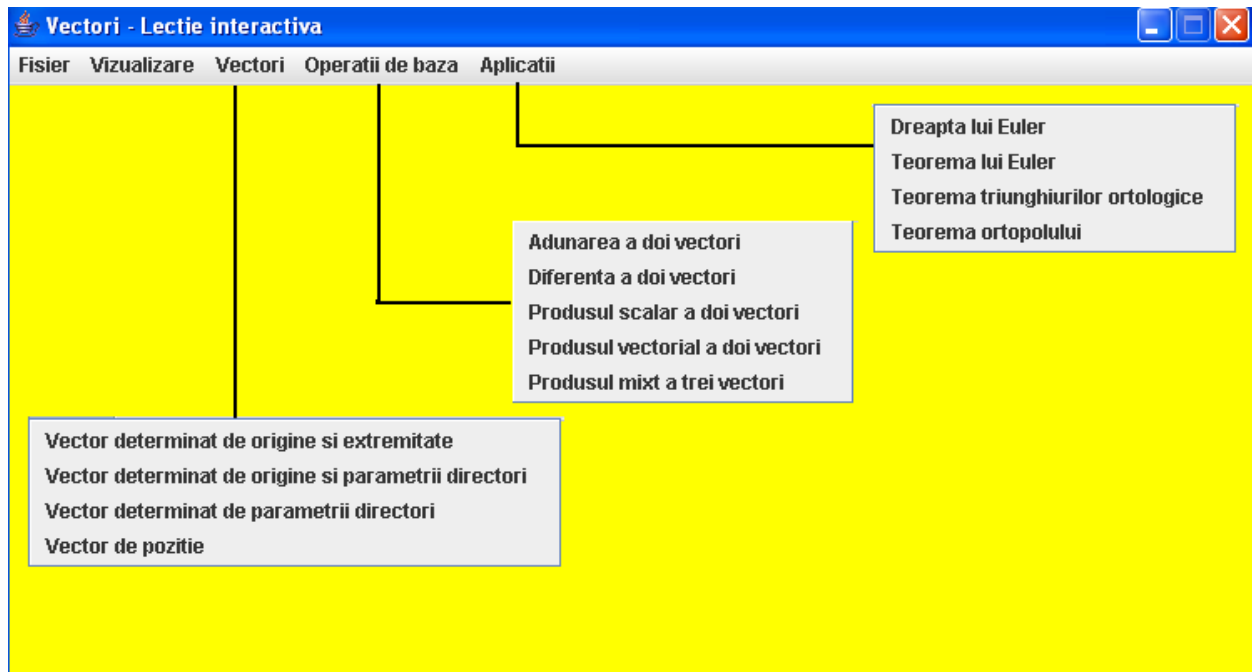 Vectori - Lectie interactiva
Fisier Vizualizare Vectori Operatii de baza Aplicatii
Dreapta lui Euler
Teorema lui Euler
Teorema triunghiurilor ortologice
Teorema ortopolului
Adunarea a doi vectori
Diferenta a doi vectori
Produsul scalar a doi vectori
Produsul vectorial a doi vectori
Produsul mixt a trei vectori
Vector determinat de origine si extremitate
Vector determinat de origine si parametrii directori
Vector determinat de parametrii directori
Vector de pozitie